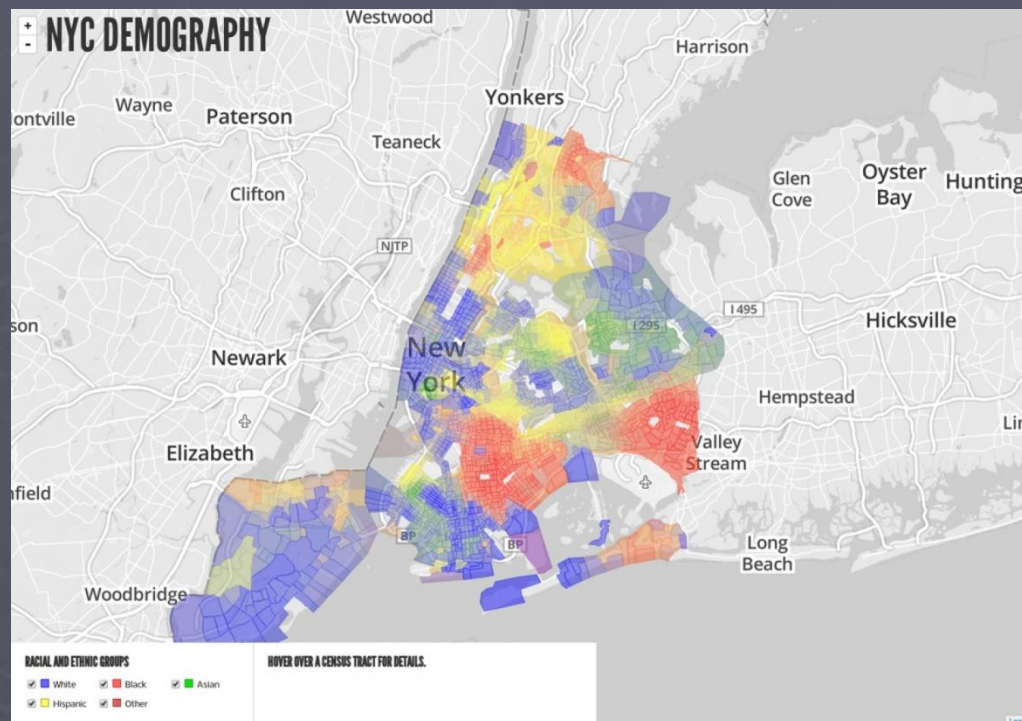 +
-
NYC DEMOGRAPHY
Westwood
Harrison
Yonkers
Wayne
Paterson
ontville
Teaneck
Glen
Cove
Oyster
Bay
Hunting
Clifton
NJTP
I 495
I 295
son
Hicksville
Newark
New
York
Hempstead
Elizabeth
Valley
Stream
nfield
BP
BP
Long
Beach
Woodbridge
RACIAL AND ETHNIC GROUPS
White Black Asian
Hispanic Other
HOVER OVER A CENSUS TRACT FOR DETAILS.